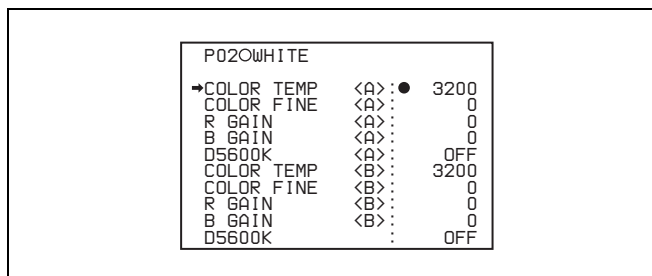 P02○WHITE
➡COLOR TEMP <A>:● 3200
COLOR FINE <A>: 0
R GAIN <A>: 0
B GAIN <A>: 0
D5600K <A>: OFF
COLOR TEMP <B>: 3200
COLOR FINE <B>: 0
R GAIN <B>: 0
B GAIN <B>: 0
D5600K : OFF